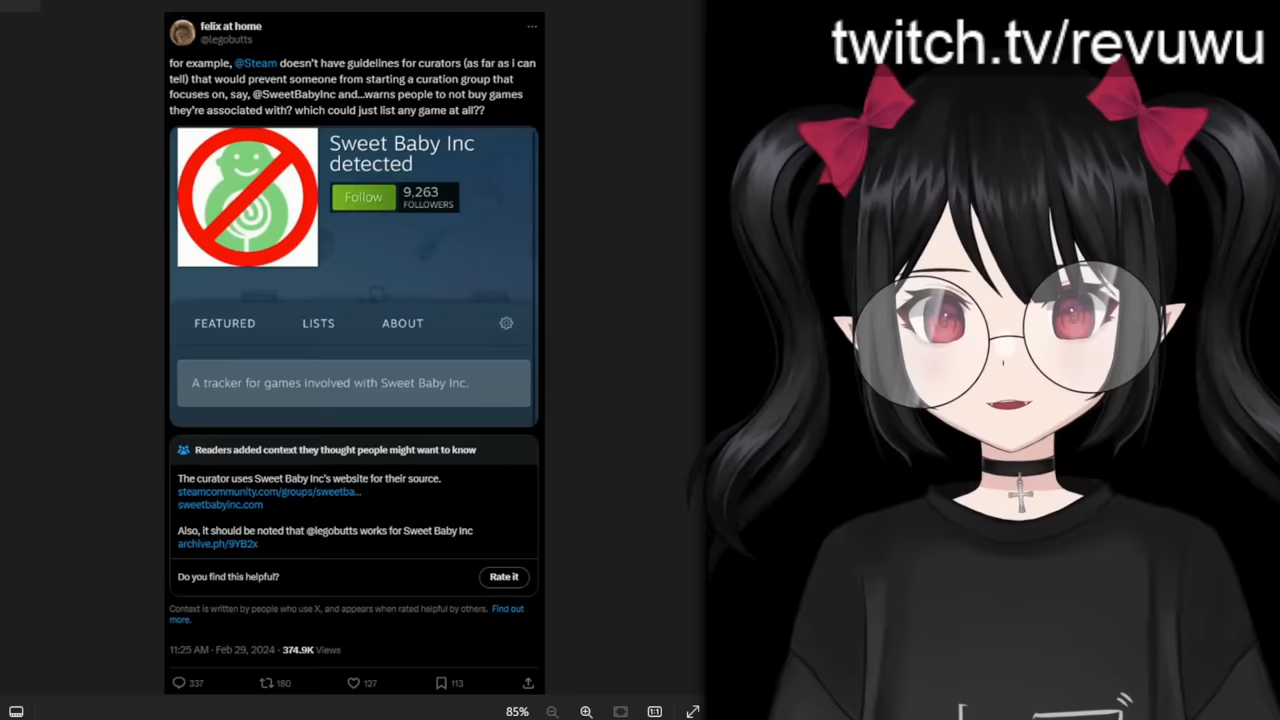 felix at home
@legobutts
for example, @Steam doesn't have guidelines for curators (as far as i can
tell) that would prevent someone from starting a curation group that
focuses on, say, @SweetBabyInc and...warns people to not buy games
they're associated with? which could just list any game at all??
Sweet Baby Inc
detected
Follow
9,263
FOLLOWERS
FEATURED
LISTS
ABOUT
A tracker for games involved with Sweet Baby Inc.
Readers added context they thought people might want to know
The curator uses Sweet Baby Inc's website for their source.
steamcommunity.com/groups/sweetba...
sweetbabyinc.com
Also, it should be noted that @legobutts works for Sweet Baby Inc
archive.ph/9YB2x
Do you find this helpful?
Rate it
Context is written by people who use X, and appears when rated helpful by others. Find out
more.
11:25 AM · Feb 29, 2024 · 374.9K Views
337
180
127
113
85%
1:1
twitch.tv/revuwu